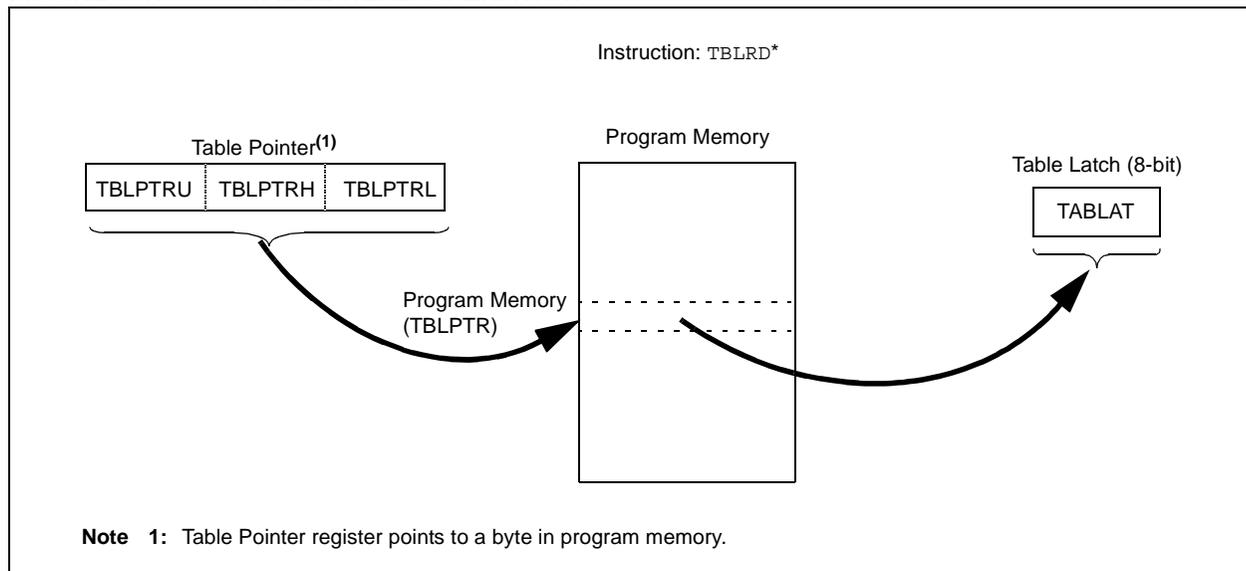 Instruction: TBLRD*
Table Pointer(1)
TBLPTRU TBLPTRH TBLPTRL
Program Memory
Table Latch (8-bit)
TABLAT
Program Memory
(TBLPTR)
Note 1: Table Pointer register points to a byte in program memory.